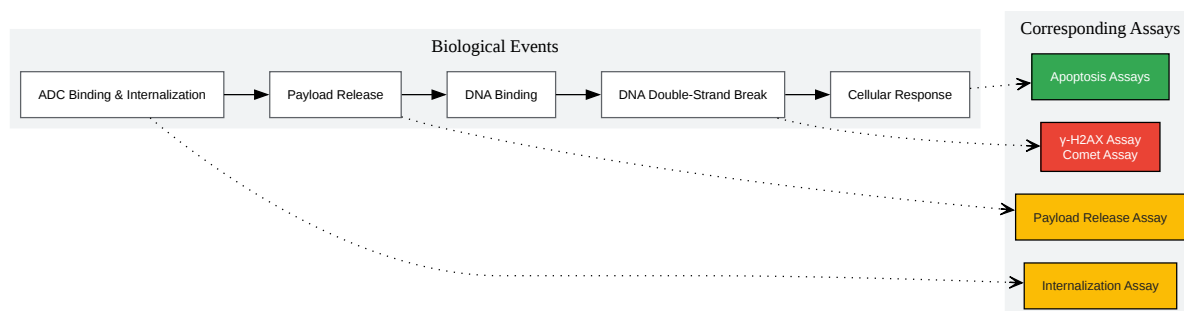 Biological Events
ADC Binding & Internalization
Payload Release
DNA Binding
DNA Double-Strand Break
Cellular Response
Corresponding Assays
Apoptosis Assays
γ-H2AX Assay
Comet Assay
Payload Release Assay
Internalization Assay